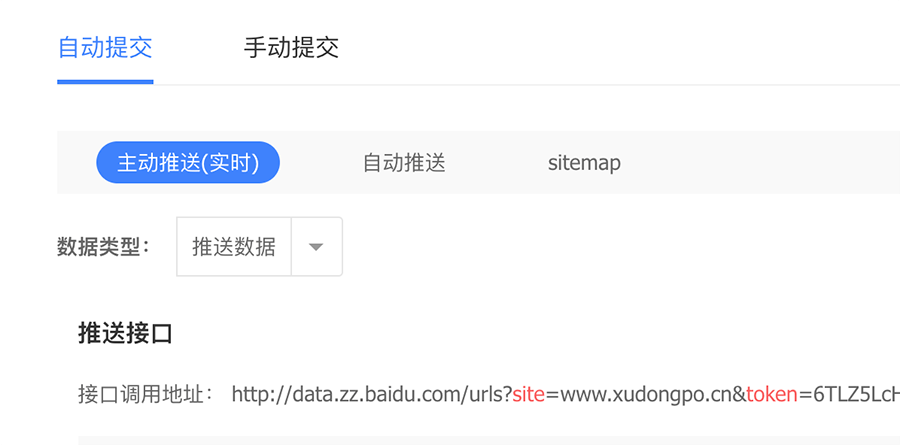 自动提交 手动提交
主动推送(实时) 自动推送 sitemap
数据类型： 推送数据
推送接口
接口调用地址： http://data.zz.baidu.com/urls?site=www.xudongpo.cn&token=6TLZ5LcH